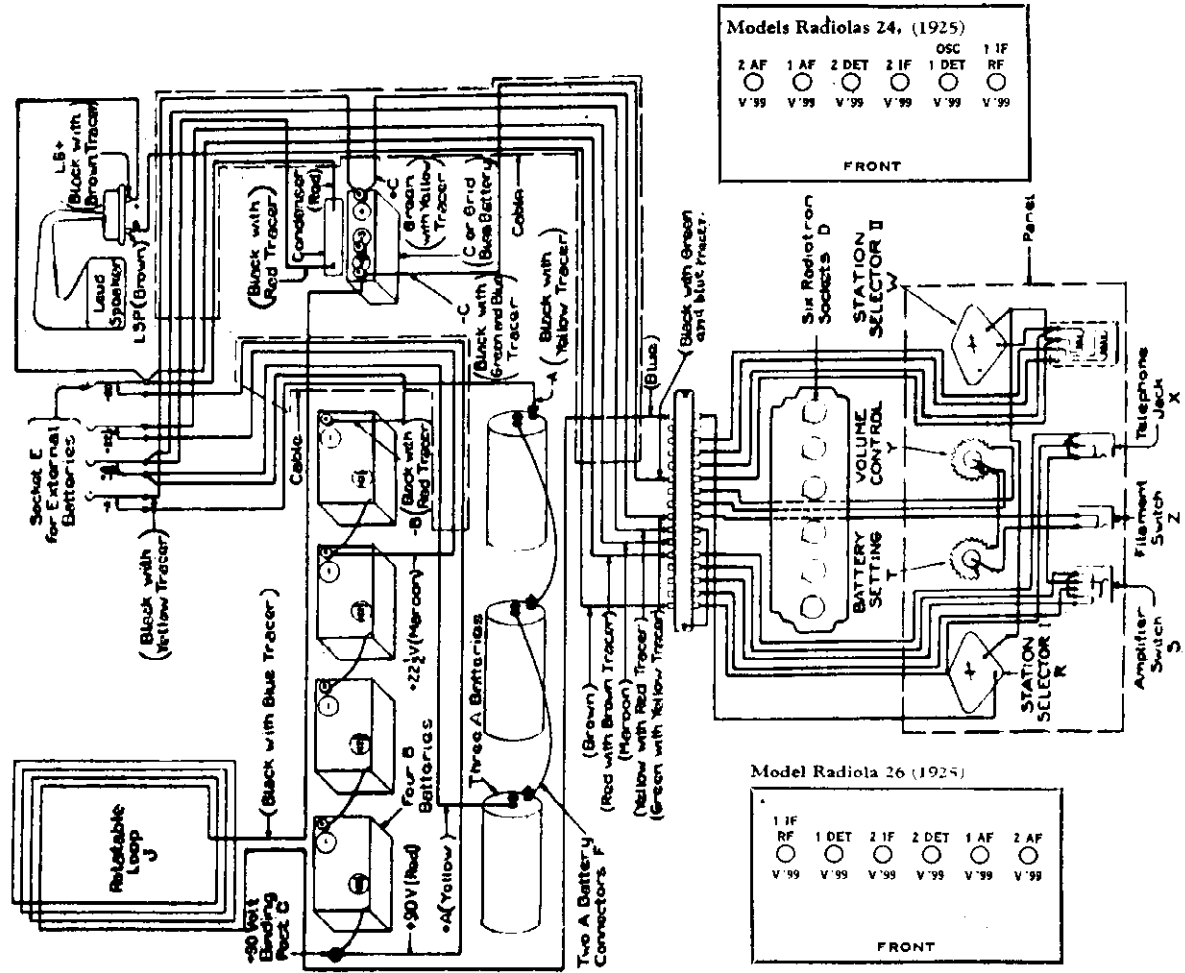 Models Radiolas 24, (1925)
OSC 1 IF
2 AF 1 AF 2 DET 2 IF 1 DET RF
V '99 V '99 V '99 V '99 V '99 V '99
FRONT
LS+
(Black with
Brown Tracer)
Loud
Speaker
LSP (Brown)
Socket E
for External
Batteries
(Black with
Yellow Tracer)
(Black with
Red Tracer)
Condenser
(Red)
+C
(Green
with Yellow
Tracer)
C or Grid
Bias Battery
-C
(Black with
Green and Blue
Tracer)
Cable
-A
(Black with
Yellow Tracer)
Cable
-B (Black with
Red Tracer)
+22½V (Maroon)
Four B
Batteries
Three A Batteries
(Black with Blue Tracer)
Rotatable
Loop
J
+90 Volt
Binding
Post C
+90V (Red)
+A (Yellow)
Two A Battery
Connectors F
(Blue)
(Black with Green
and blue tracer.
(Brown)
(Red with Brown Tracer)
(Maroon)
(Yellow with Red Tracer)
(Green with Yellow Tracer)
Six Radiotron
Sockets D
STATION
SELECTOR II
W
Panel
VOLUME
CONTROL
Y
BATTERY
SETTING
T
STATION
SELECTOR I
R
Telephone
Jack
X
Filament
Switch
Z
Amplifier
Switch
S
Model Radiola 26 (1925)
1 IF
RF 1 DET 2 IF 2 DET 1 AF 2 AF
V '99 V '99 V '99 V '99 V '99 V '99
FRONT